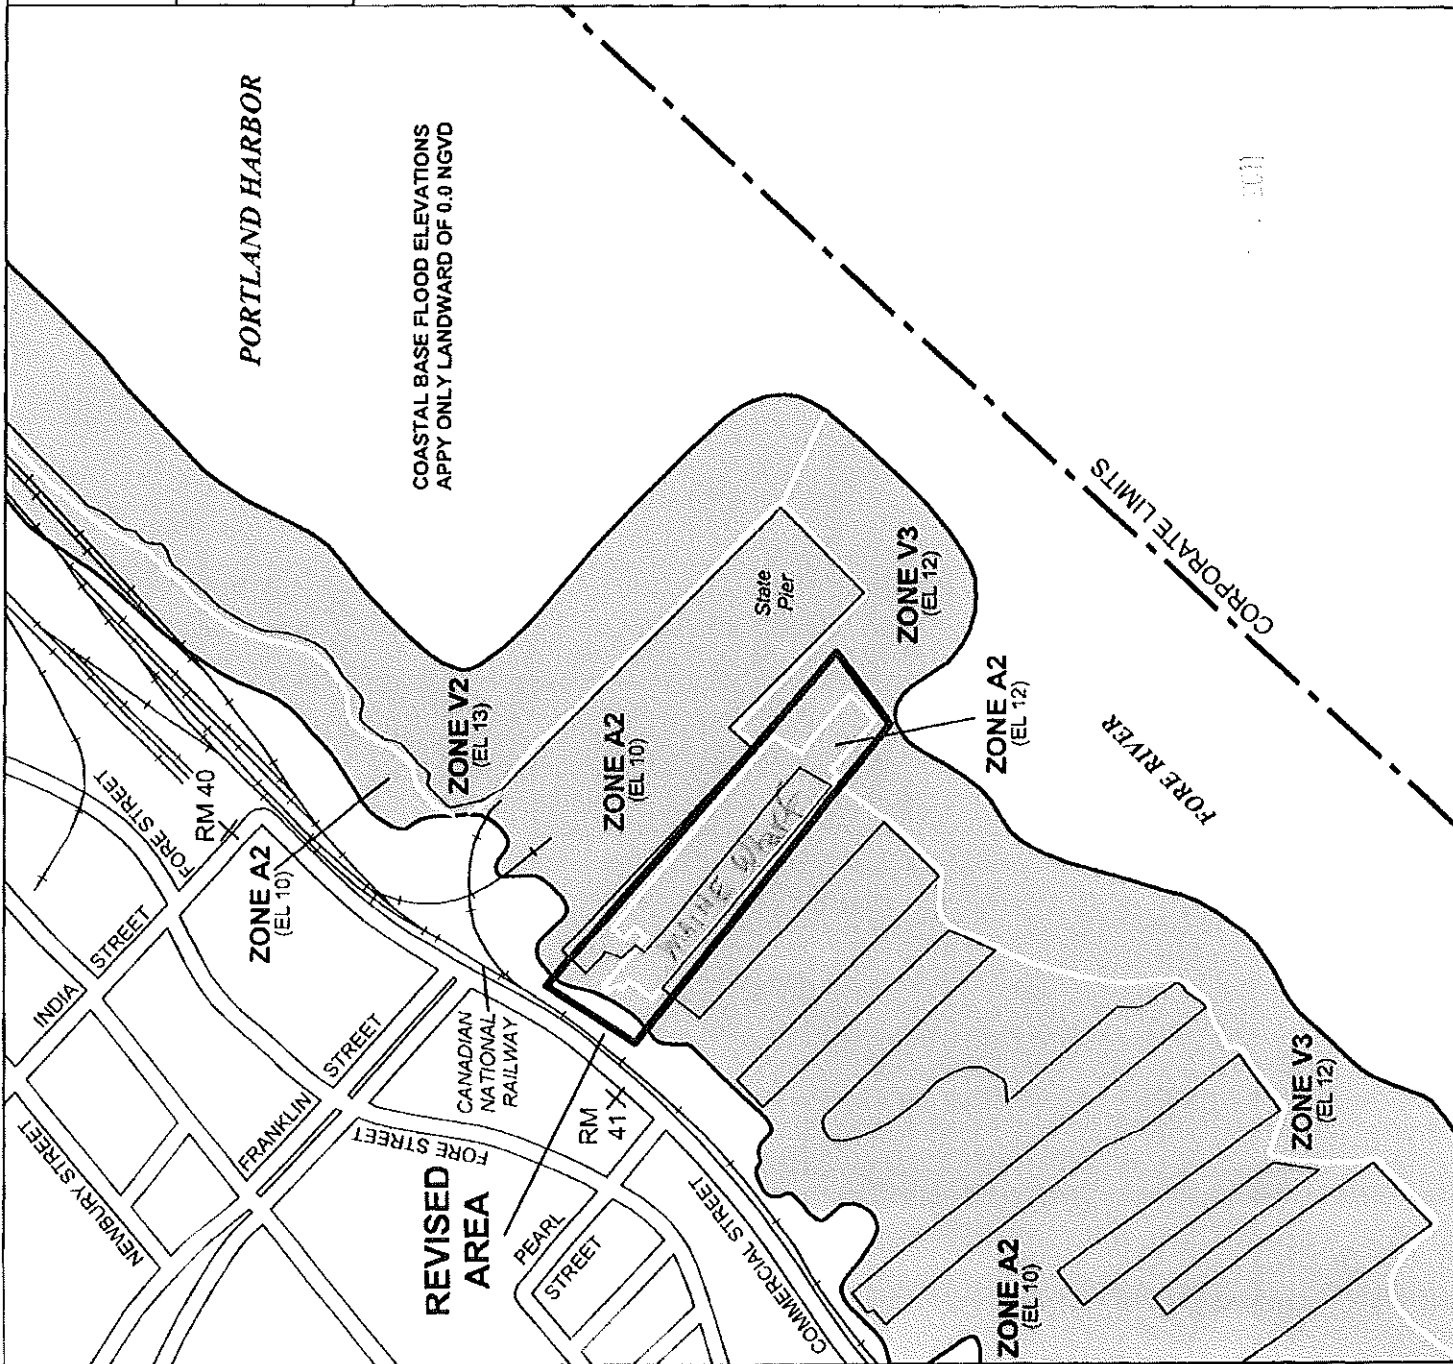 PORTLAND HARBOR
COASTAL BASE FLOOD ELEVATIONS
APPY ONLY LANDWARD OF 0.0 NGVD
FORE STREET
RM 40
INDIA
STREET
ZONE A2
(EL 10)
ZONE V2
(EL 13)
ZONE A2
(EL 10)
State
Pier
ZONE V3
(EL 12)
CORPORATE LIMITS
ZONE A2
(EL 12)
FORE RIVER
NEWBURY STREET
FRANKLIN
STREET
CANADIAN
NATIONAL
RAILWAY
FORE STREET
RM
41
REVISED
AREA
PEARL
STREET
COMMERCIAL STREET
Wharf
ZONE V3
(EL 12)
ZONE A2
(EL 10)